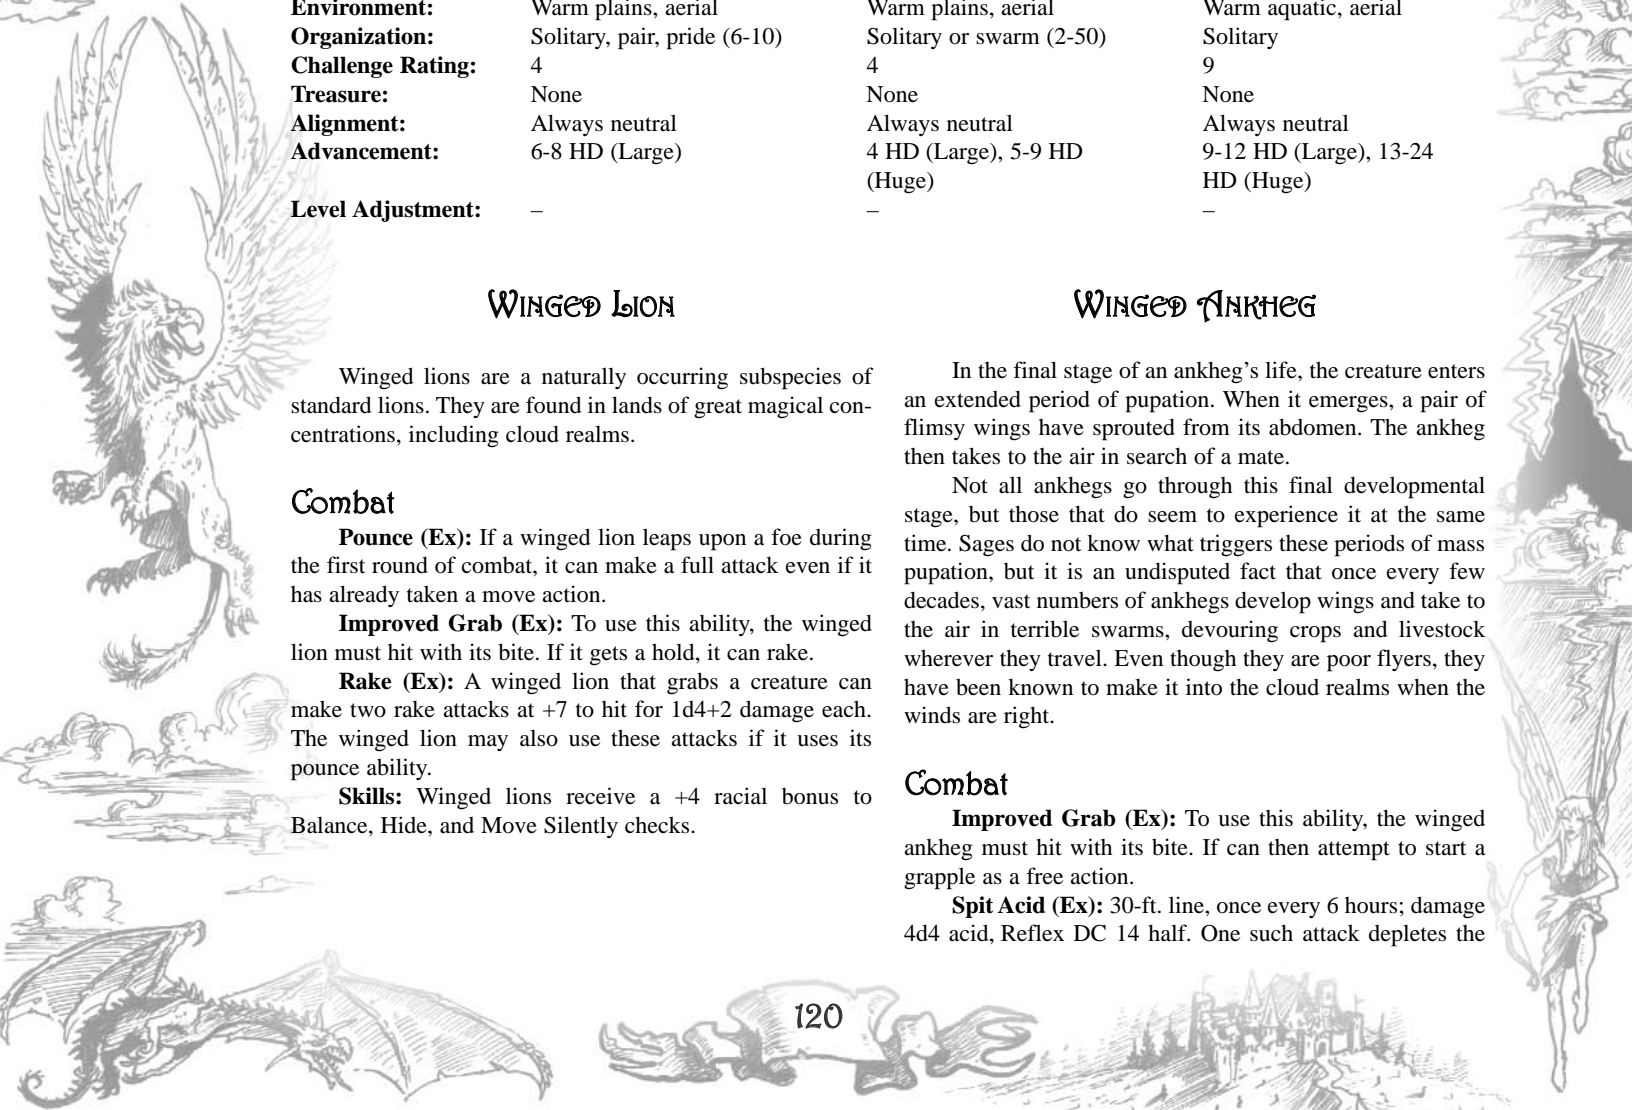 Environment: Warm plains, aerial Warm plains, aerial Warm aquatic, aerial
Organization: Solitary, pair, pride (6-10) Solitary or swarm (2-50) Solitary
Challenge Rating: 4 4 9
Treasure: None None None
Alignment: Always neutral Always neutral Always neutral
Advancement: 6-8 HD (Large) 4 HD (Large), 5-9 HD 9-12 HD (Large), 13-24
(Huge) HD (Huge)
Level Adjustment: – – –
Winged Lion
Winged lions are a naturally occurring subspecies of
standard lions. They are found in lands of great magical con-
centrations, including cloud realms.
Combat
Pounce (Ex): If a winged lion leaps upon a foe during
the first round of combat, it can make a full attack even if it
has already taken a move action.
Improved Grab (Ex): To use this ability, the winged
lion must hit with its bite. If it gets a hold, it can rake.
Rake (Ex): A winged lion that grabs a creature can
make two rake attacks at +7 to hit for 1d4+2 damage each.
The winged lion may also use these attacks if it uses its
pounce ability.
Skills: Winged lions receive a +4 racial bonus to
Balance, Hide, and Move Silently checks.
Winged Ankheg
In the final stage of an ankheg’s life, the creature enters
an extended period of pupation. When it emerges, a pair of
flimsy wings have sprouted from its abdomen. The ankheg
then takes to the air in search of a mate.
Not all ankhegs go through this final developmental
stage, but those that do seem to experience it at the same
time. Sages do not know what triggers these periods of mass
pupation, but it is an undisputed fact that once every few
decades, vast numbers of ankhegs develop wings and take to
the air in terrible swarms, devouring crops and livestock
wherever they travel. Even though they are poor flyers, they
have been known to make it into the cloud realms when the
winds are right.
Combat
Improved Grab (Ex): To use this ability, the winged
ankheg must hit with its bite. If can then attempt to start a
grapple as a free action.
Spit Acid (Ex): 30-ft. line, once every 6 hours; damage
4d4 acid, Reflex DC 14 half. One such attack depletes the
120